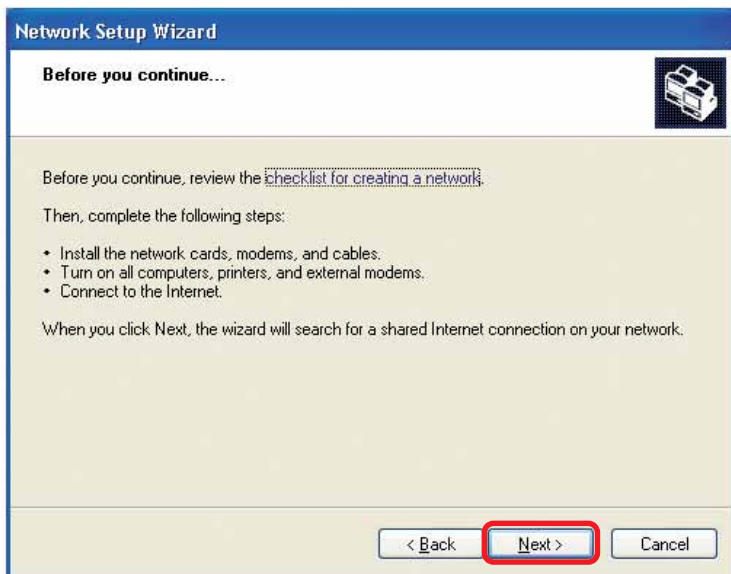 Network Setup Wizard
Before you continue...
Before you continue, review the checklist for creating a network.
Then, complete the following steps:
• Install the network cards, modems, and cables.
• Turn on all computers, printers, and external modems.
• Connect to the Internet.
When you click Next, the wizard will search for a shared Internet connection on your network.
< Back Next > Cancel